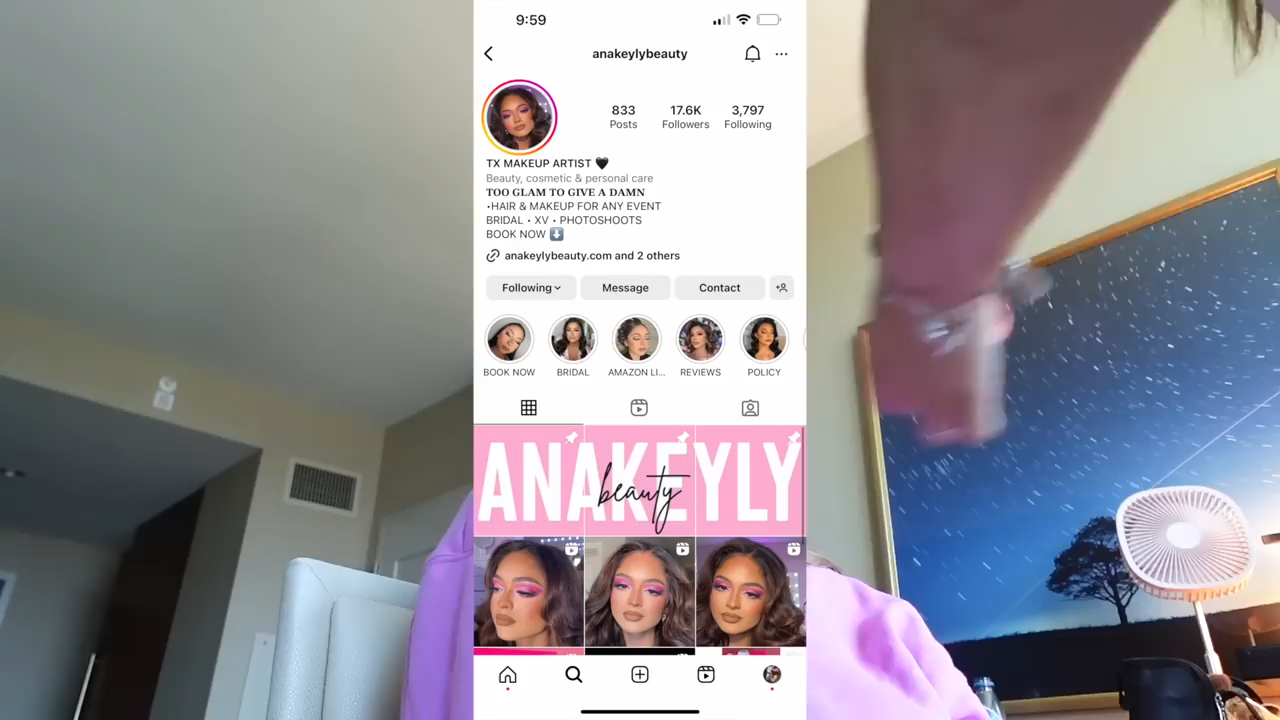 9:59
anakeylybeauty
833
Posts
17.6K
Followers
3,797
Following
TX MAKEUP ARTIST 🖤
Beauty, cosmetic & personal care
TOO GLAM TO GIVE A DAMN
•HAIR & MAKEUP FOR ANY EVENT
BRIDAL • XV • PHOTOSHOOTS
BOOK NOW ⬇️
anakeylybeauty.com and 2 others
Following
Message
Contact
BOOK NOW
BRIDAL
AMAZON LI...
REVIEWS
POLICY
ANAKEYLY
beauty